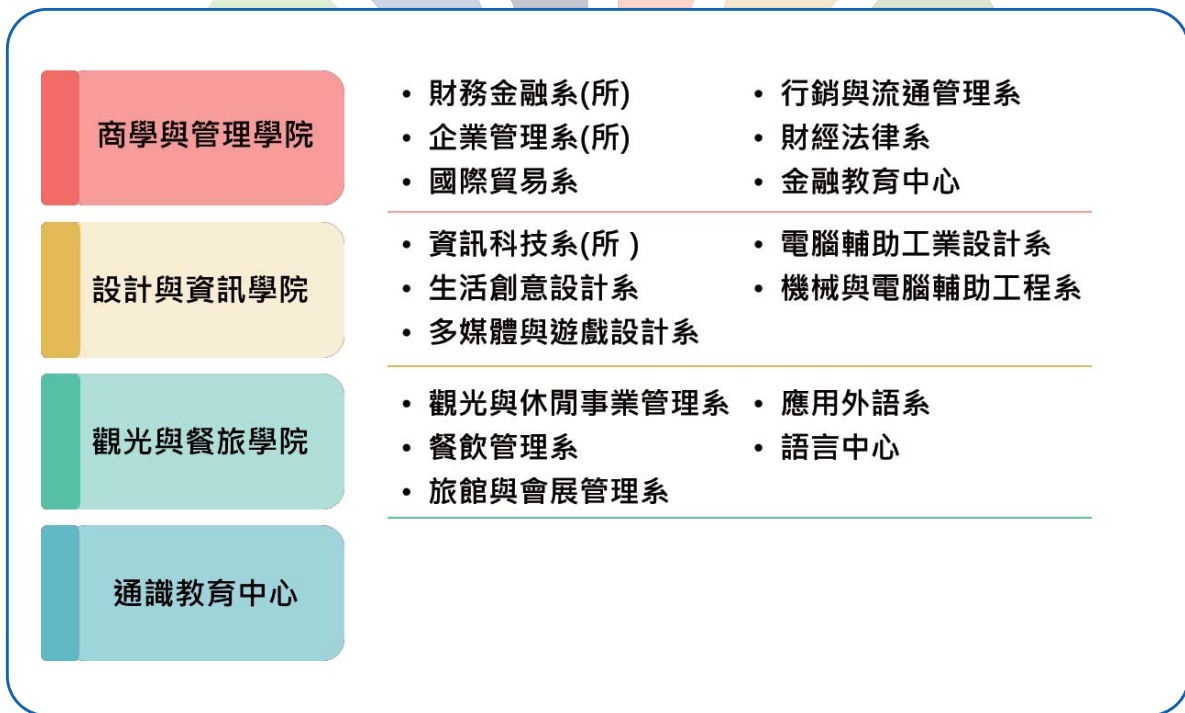 商學與管理學院
• 財務金融系(所)
• 企業管理系(所)
• 國際貿易系
• 行銷與流通管理系
• 財經法律系
• 金融教育中心
設計與資訊學院
• 資訊科技系(所 )
• 生活創意設計系
• 多媒體與遊戲設計系
• 電腦輔助工業設計系
• 機械與電腦輔助工程系
觀光與餐旅學院
• 觀光與休閒事業管理系
• 餐飲管理系
• 旅館與會展管理系
• 應用外語系
• 語言中心
通識教育中心